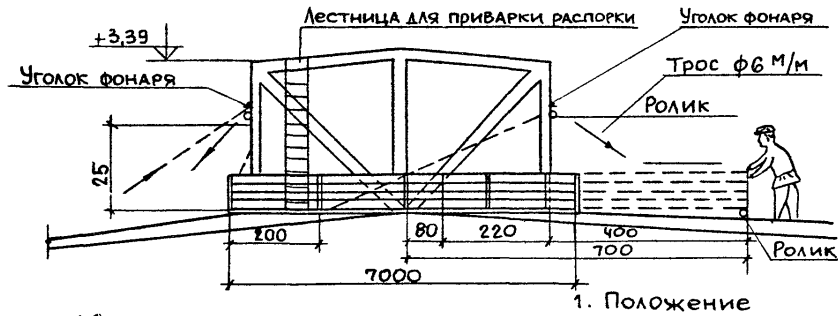 Лестница для приварки распорки
Уголок фонаря
+3,39
Уголок фонаря
Трос ф6 м/м
Ролик
25
200
80
220
400
700
Ролик
7000
1. Положение